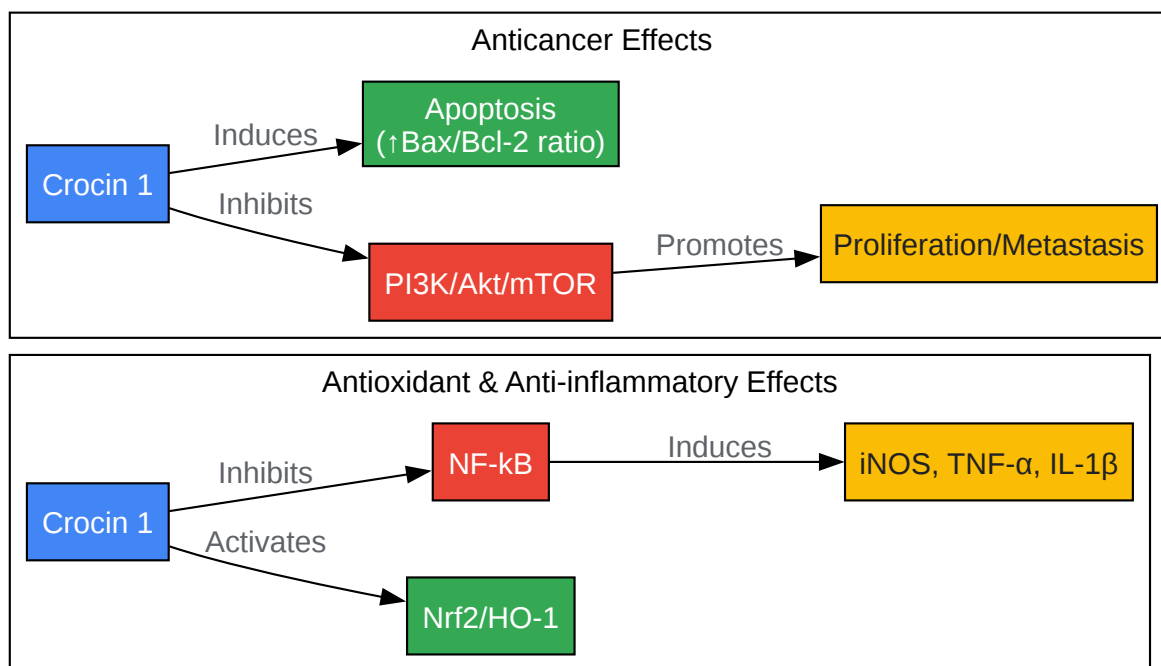 Anticancer Effects
Apoptosis
(↑Bax/Bcl-2 ratio)
Induces
Crocin 1
Inhibits
PI3K/Akt/mTOR
Promotes
Proliferation/Metastasis
Antioxidant & Anti-inflammatory Effects
Crocin 1
Inhibits
NF-kB
Induces
iNOS, TNF-α, IL-1β
Activates
Nrf2/HO-1